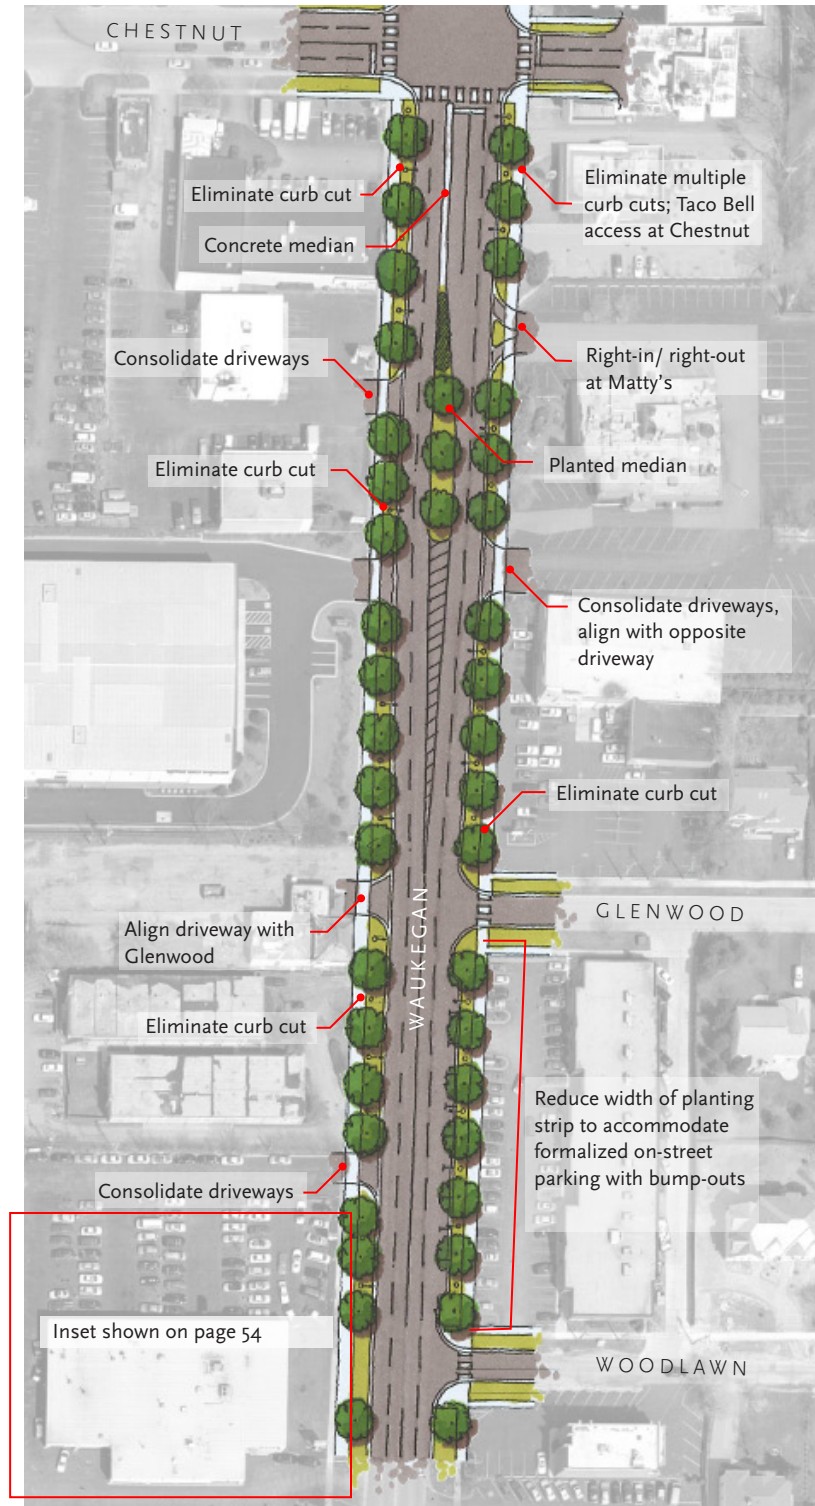 CHESTNUT
Eliminate curb cut
Eliminate multiple
curb cuts; Taco Bell
access at Chestnut
Concrete median
Consolidate driveways
Right-in/ right-out
at Matty's
Eliminate curb cut
Planted median
Consolidate driveways,
align with opposite
driveway
Eliminate curb cut
WAUKEGAN
GLENWOOD
Align driveway with
Glenwood
Eliminate curb cut
Reduce width of planting
strip to accommodate
formalized on-street
parking with bump-outs
Consolidate driveways
Inset shown on page 54
WOODLAWN